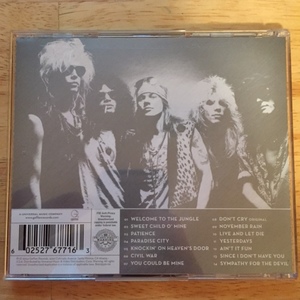 WELCOME TO THE JUNGLE
SWEET CHILD O' MINE
PATIENCE
PARADISE CITY
KNOCKIN' ON HEAVEN'S DOOR
CIVIL WAR
YOU COULD BE MINE
DON'T CRY (ORIGINAL)
NOVEMBER RAIN
LIVE AND LET DIE
YESTERDAYS
AIN'T IT FUN
SINCE I DON'T HAVE YOU
SYMPATHY FOR THE DEVIL
6 02527 67716 3